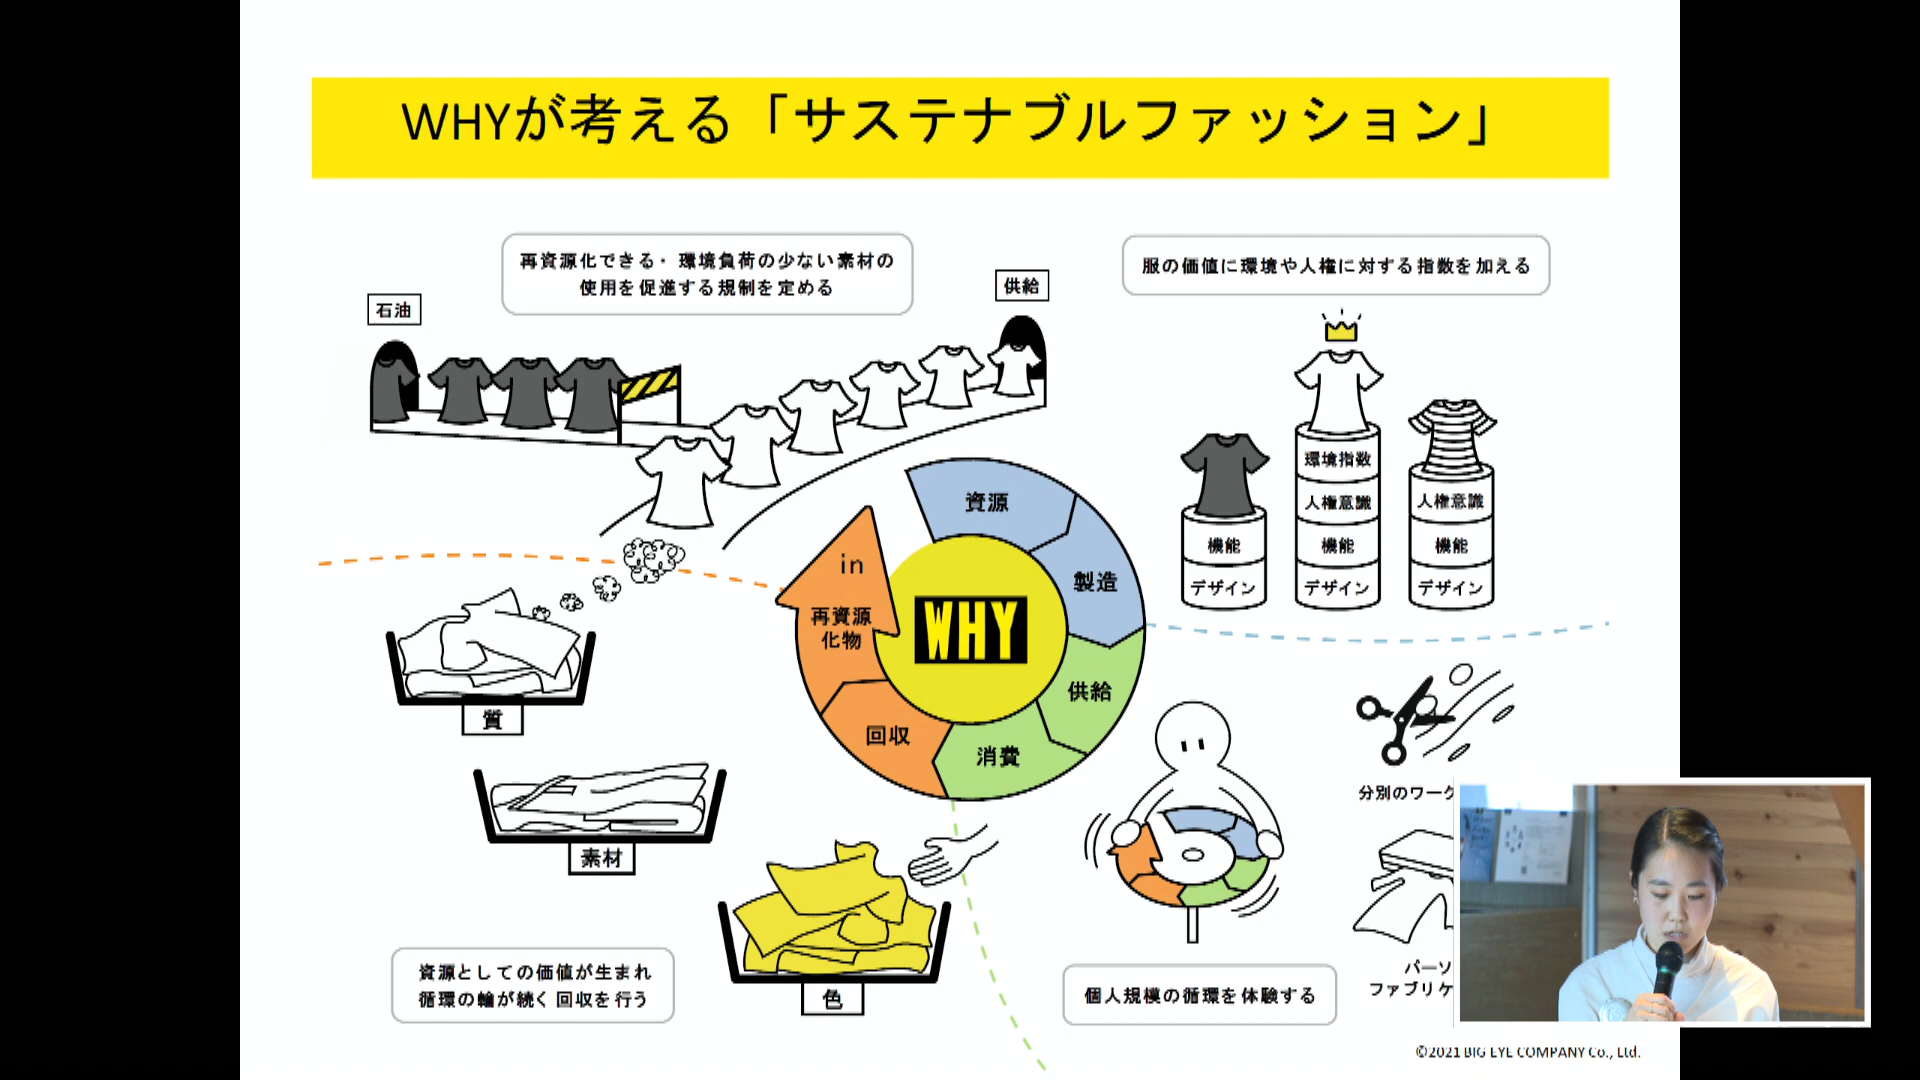 WHYが考える「サステナブルファッション」
再資源化できる・環境負荷の少ない素材の
使用を促進する規制を定める
服の価値に環境や人権に対する指数を加える
石油
供給
環境指数
人権意識
機能
デザイン
機能
デザイン
人権意識
機能
デザイン
資源
製造
供給
消費
回収
in
再資源
化物
WHY
質
素材
色
分別のワーク
パーソ
ファブリケ
資源としての価値が生まれ
循環の輪が続く回収を行う
個人規模の循環を体験する
©2021 BIG EYE COMPANY Co., Ltd.